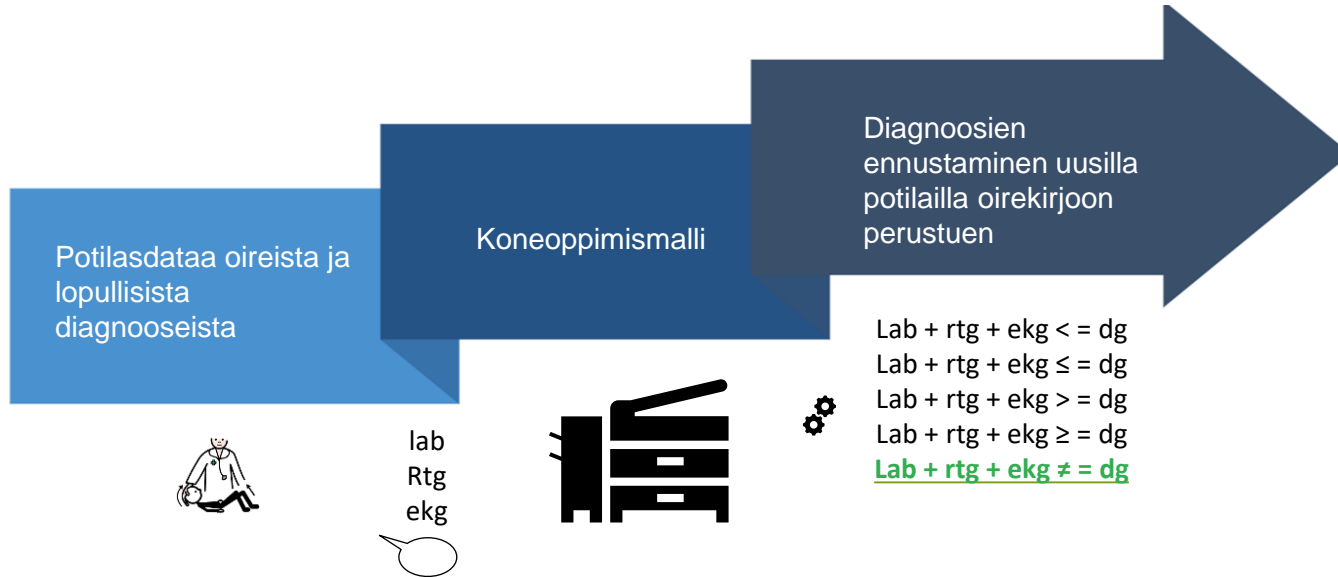 Potilasdataa oireista ja
lopullisista
diagnooseista
Koneoppimismalli
Diagnoosien
ennustaminen uusilla
potilailla oirekirjoon
perustuen
lab
Rtg
ekg
Lab + rtg + ekg < = dg
Lab + rtg + ekg ≤ = dg
Lab + rtg + ekg > = dg
Lab + rtg + ekg ≥ = dg
Lab + rtg + ekg ≠ = dg